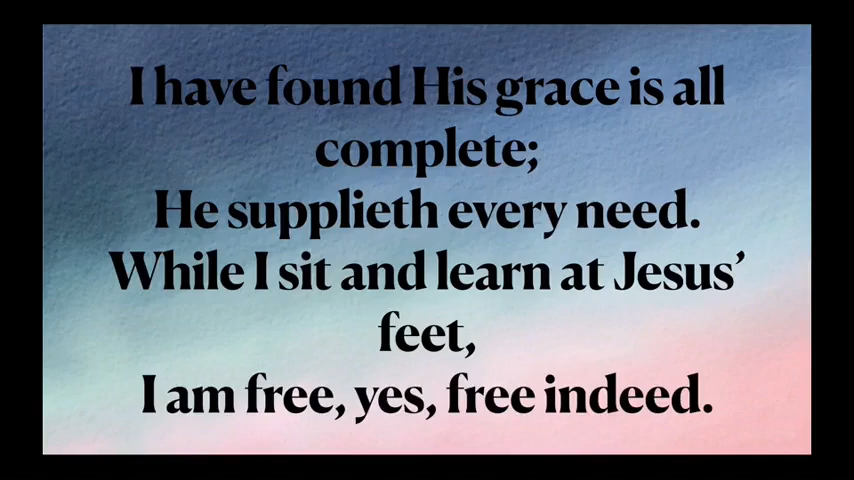 I have found His grace is all
complete;
He supplieth every need.
While I sit and learn at Jesus’
feet,
I am free, yes, free indeed.